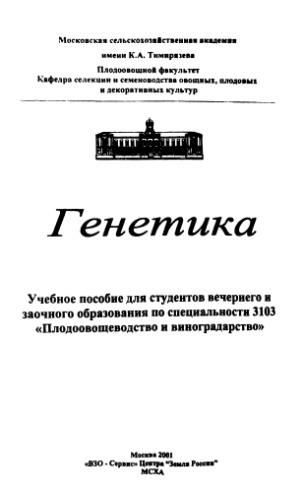 Московская сельскохозяйственная академия
имени К.А. Тимирязева
Плодоовощной факультет
Кафедра селекции и семеноводства овощных, плодовых
и декоративных культур
Генетика
Учебное пособие для студентов вечернего и
заочного образования по специальности 3103
«Плодоовощеводство и виноградарство»
Москва 2001
«ВЗО - Сервис» Центра "Земля России"
МСХА